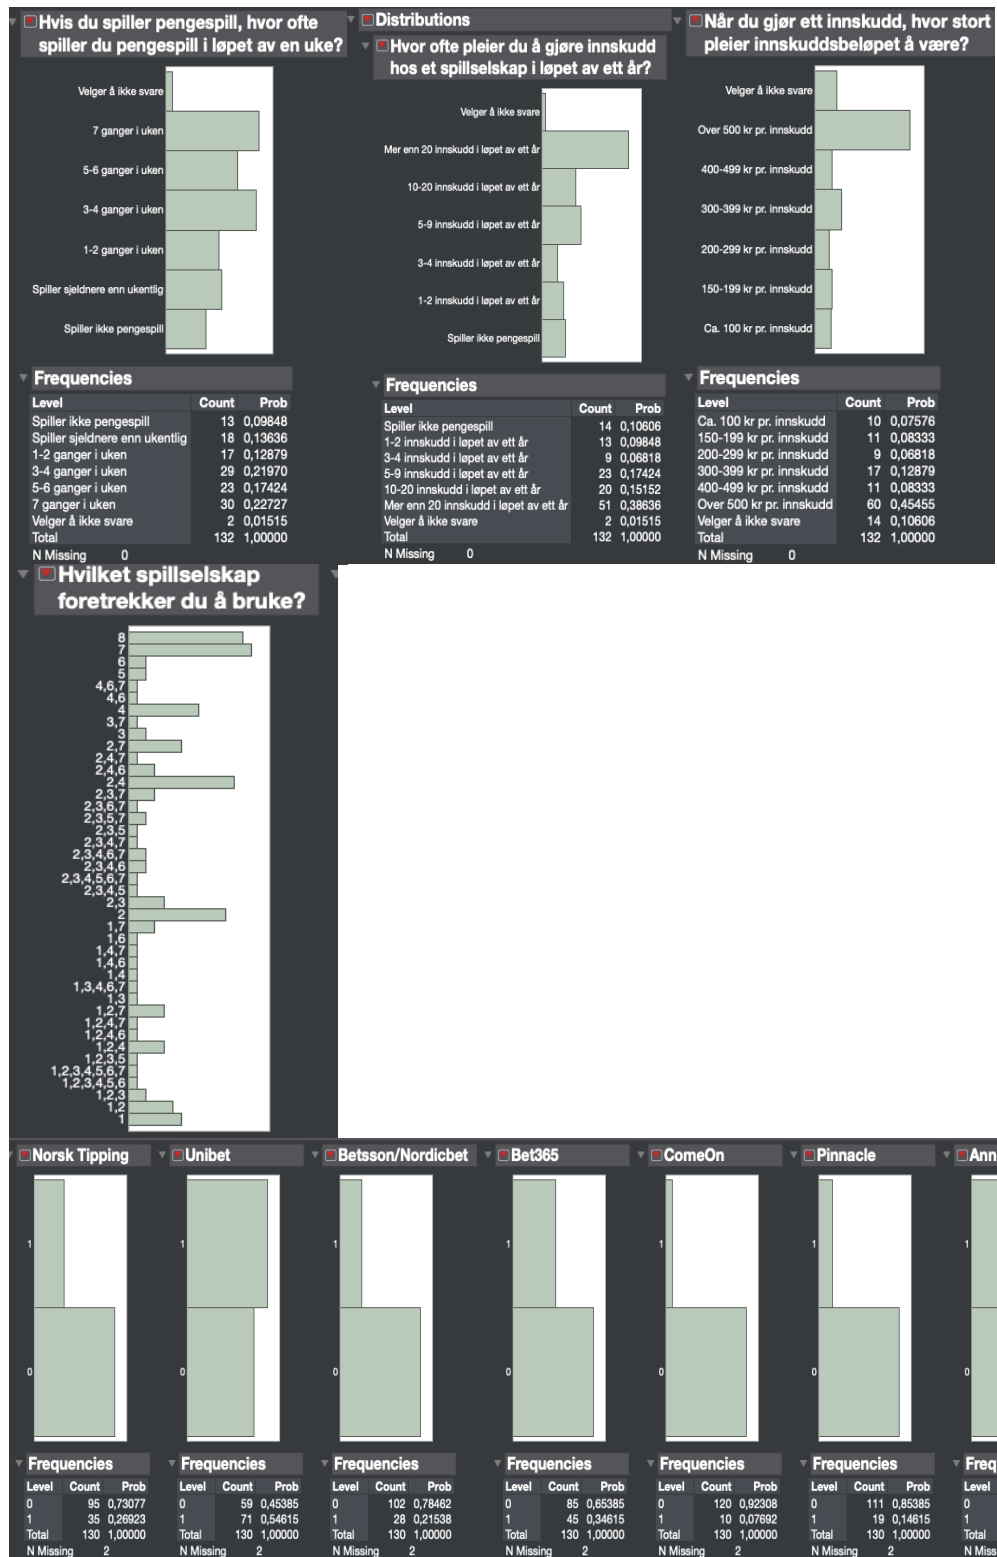 Hvis du spiller pengespill, hvor ofte
spiller du pengespill i løpet av en uke?
Velger å ikke svare
7 ganger i uken
5-6 ganger i uken
3-4 ganger i uken
1-2 ganger i uken
Spiller sjeldnere enn ukentlig
Spiller ikke pengespill
Frequencies
Level Count Prob
Spiller ikke pengespill 13 0,09848
Spiller sjeldnere enn ukentlig 18 0,13636
1-2 ganger i uken 17 0,12879
3-4 ganger i uken 29 0,21970
5-6 ganger i uken 23 0,17424
7 ganger i uken 30 0,22727
Velger å ikke svare 2 0,01515
Total 132 1,00000
N Missing 0
Distributions
Hvor ofte pleier du å gjøre innskudd
hos et spillselskap i løpet av ett år?
Velger å ikke svare
Mer enn 20 innskudd i løpet av ett år
10-20 innskudd i løpet av ett år
5-9 innskudd i løpet av ett år
3-4 innskudd i løpet av ett år
1-2 innskudd i løpet av ett år
Spiller ikke pengespill
Frequencies
Level Count Prob
Spiller ikke pengespill 14 0,10606
1-2 innskudd i løpet av ett år 13 0,09848
3-4 innskudd i løpet av ett år 9 0,06818
5-9 innskudd i løpet av ett år 23 0,17424
10-20 innskudd i løpet av ett år 20 0,15152
Mer enn 20 innskudd i løpet av ett år 51 0,38636
Velger å ikke svare 2 0,01515
Total 132 1,00000
N Missing 0
Når du gjør ett innskudd, hvor stort
pleier innskuddsbeløpet å være?
Velger å ikke svare
Over 500 kr pr. innskudd
400-499 kr pr. innskudd
300-399 kr pr. innskudd
200-299 kr pr. innskudd
150-199 kr pr. innskudd
Ca. 100 kr pr. innskudd
Frequencies
Level Count Prob
Ca. 100 kr pr. innskudd 10 0,07576
150-199 kr pr. innskudd 11 0,08333
200-299 kr pr. innskudd 9 0,06818
300-399 kr pr. innskudd 17 0,12879
400-499 kr pr. innskudd 11 0,08333
Over 500 kr pr. innskudd 60 0,45455
Velger å ikke svare 14 0,10606
Total 132 1,00000
N Missing 0
Hvilket spillselskap
foretrekker du å bruke?
8
7
6
5
4,6,7
4,6
4
3,7
3
2,7
2,4,7
2,4,6
2,4
2,3,7
2,3,6,7
2,3,5,7
2,3,5
2,3,4,7
2,3,4,6,7
2,3,4,6
2,3,4,5,6,7
2,3,4,5
2,3
2
1,7
1,6
1,4,7
1,4,6
1,4
1,3,4,6,7
1,3
1,2,7
1,2,4,7
1,2,4,6
1,2,4
1,2,3,5
1,2,3,4,5,6,7
1,2,3,4,5,6
1,2,3
1,2
1
Norsk Tipping
1
0
Frequencies
Level Count Prob
0 95 0,73077
1 35 0,26923
Total 130 1,00000
N Missing 2
Unibet
1
0
Frequencies
Level Count Prob
0 59 0,45385
1 71 0,54615
Total 130 1,00000
N Missing 2
Betsson/Nordicbet
1
0
Frequencies
Level Count Prob
0 102 0,78462
1 28 0,21538
Total 130 1,00000
N Missing 2
Bet365
1
0
Frequencies
Level Count Prob
0 85 0,65385
1 45 0,34615
Total 130 1,00000
N Missing 2
ComeOn
1
0
Frequencies
Level Count Prob
0 120 0,92308
1 10 0,07692
Total 130 1,00000
N Missing 2
Pinnacle
1
0
Frequencies
Level Count Prob
0 111 0,85385
1 19 0,14615
Total 130 1,00000
N Missing 2
Ann
1
0
Freq
Level
0
1
Total
N Miss